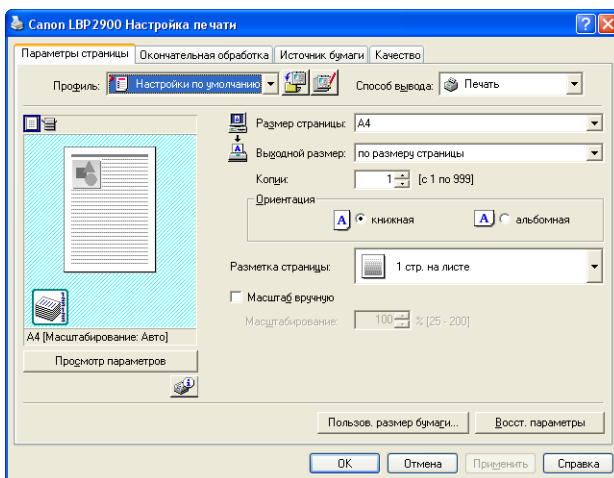 Canon LBP2900 Настройка печати
Параметры страницы Окончательная обработка Источник бумаги Качество
Профиль: Настройки по умолчанию Способ вывода: Печать
Размер страницы: A4
Выходной размер: по размеру страницы
Копии: 1 [с 1 по 999]
Ориентация
A книжная A альбомная
Разметка страницы: 1 стр. на листе
Масштаб вручную
Масштабирование: 100 % [25 - 200]
A4 [Масштабирование: Авто]
Просмотр параметров
Пользов. размер бумаги... Восст. параметры
OK Отмена Применить Справка